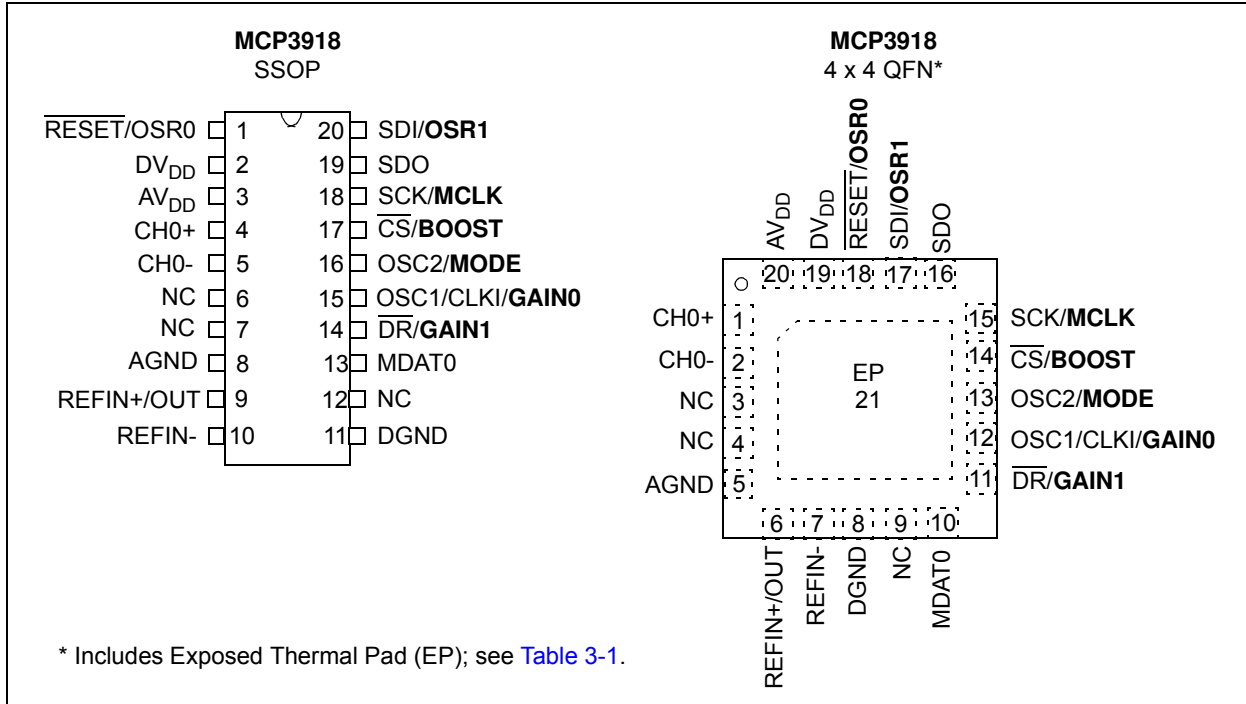 MCP3918
SSOP
RESET/OSR0 1
DVDD 2
AVDD 3
CH0+ 4
CH0- 5
NC 6
NC 7
AGND 8
REFIN+/OUT 9
REFIN- 10
20 SDI/OSR1
19 SDO
18 SCK/MCLK
17 CS/BOOST
16 OSC2/MODE
15 OSC1/CLKI/GAIN0
14 DR/GAIN1
13 MDAT0
12 NC
11 DGND
MCP3918
4 x 4 QFN*
AVDD
DVDD
RESET/OSR0
SDI/OSR1
SDO
20 19 18 17 16
CH0+ 1
CH0- 2
NC 3
NC 4
AGND 5
EP
21
15 SCK/MCLK
14 CS/BOOST
13 OSC2/MODE
12 OSC1/CLKI/GAIN0
11 DR/GAIN1
6 7 8 9 10
REFIN+/OUT
REFIN-
DGND
NC
MDAT0
* Includes Exposed Thermal Pad (EP); see Table 3-1.